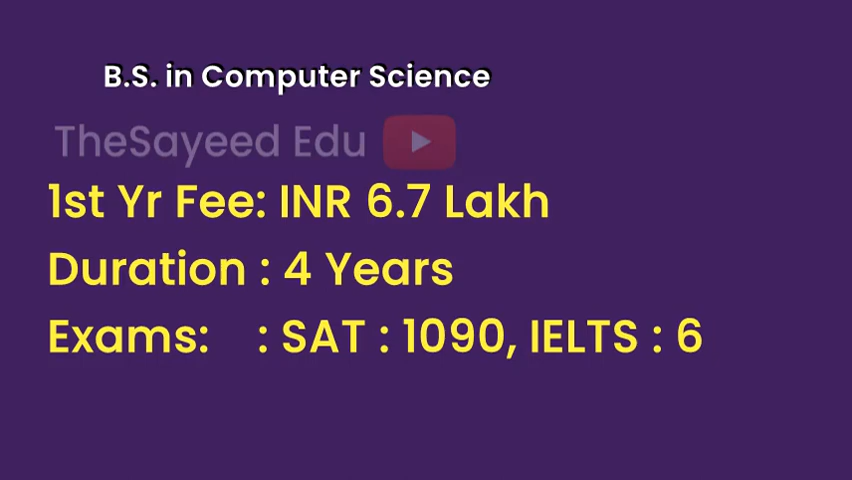 B.S. in Computer Science
TheSayeed Edu
1st Yr Fee: INR 6.7 Lakh
Duration : 4 Years
Exams: : SAT : 1090, IELTS : 6